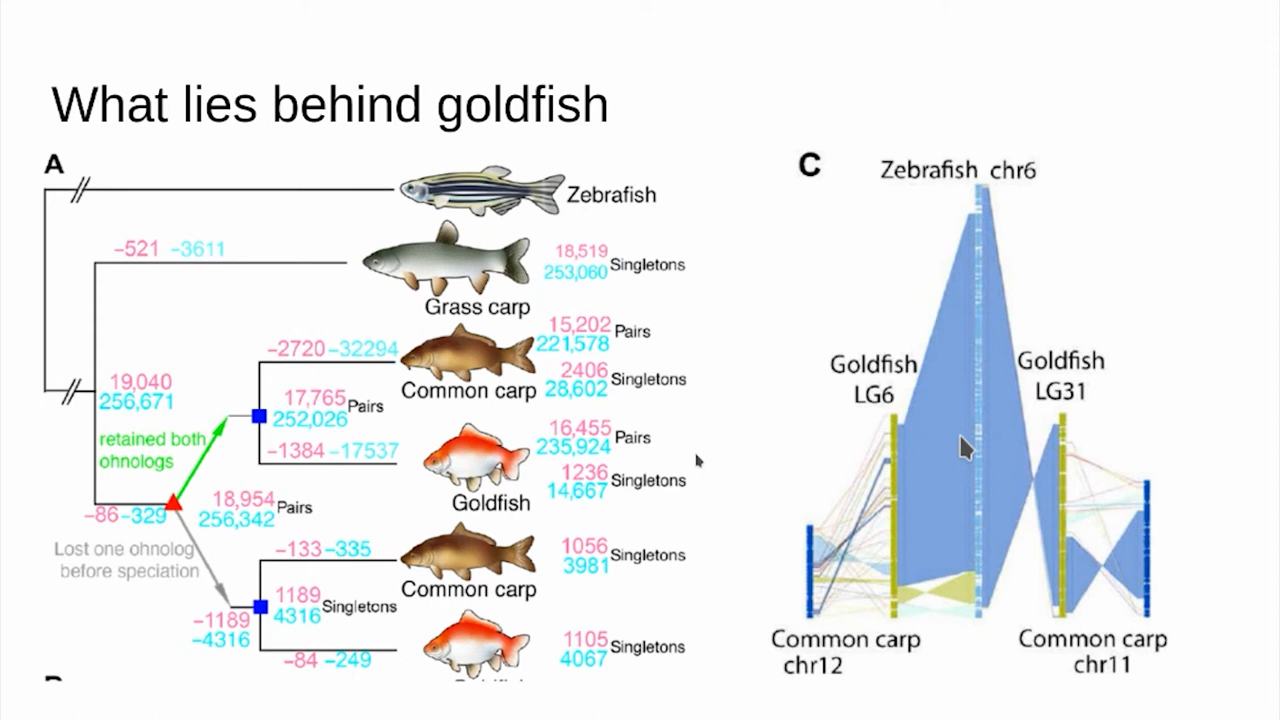 What lies behind goldfish
A
Zebrafish
−521 −3611
18,519
253,060
Singletons
Grass carp
15,202
221,578
Pairs
−2720 −32294
2406
28,602
Singletons
Common carp
19,040
256,671
17,765
252,026
Pairs
retained both
ohnologs
−1384 −17537
16,455
235,924
Pairs
1236
14,667
Singletons
Goldfish
−86 −329
18,954
256,342
Pairs
Lost one ohnolog
before speciation
−133 −335
1056
3981
Singletons
Common carp
1189
4316
Singletons
−1189
−4316
−84 −249
1105
4067
Singletons
C
Zebrafish chr6
Goldfish
LG6
Goldfish
LG31
Common carp
chr12
Common carp
chr11